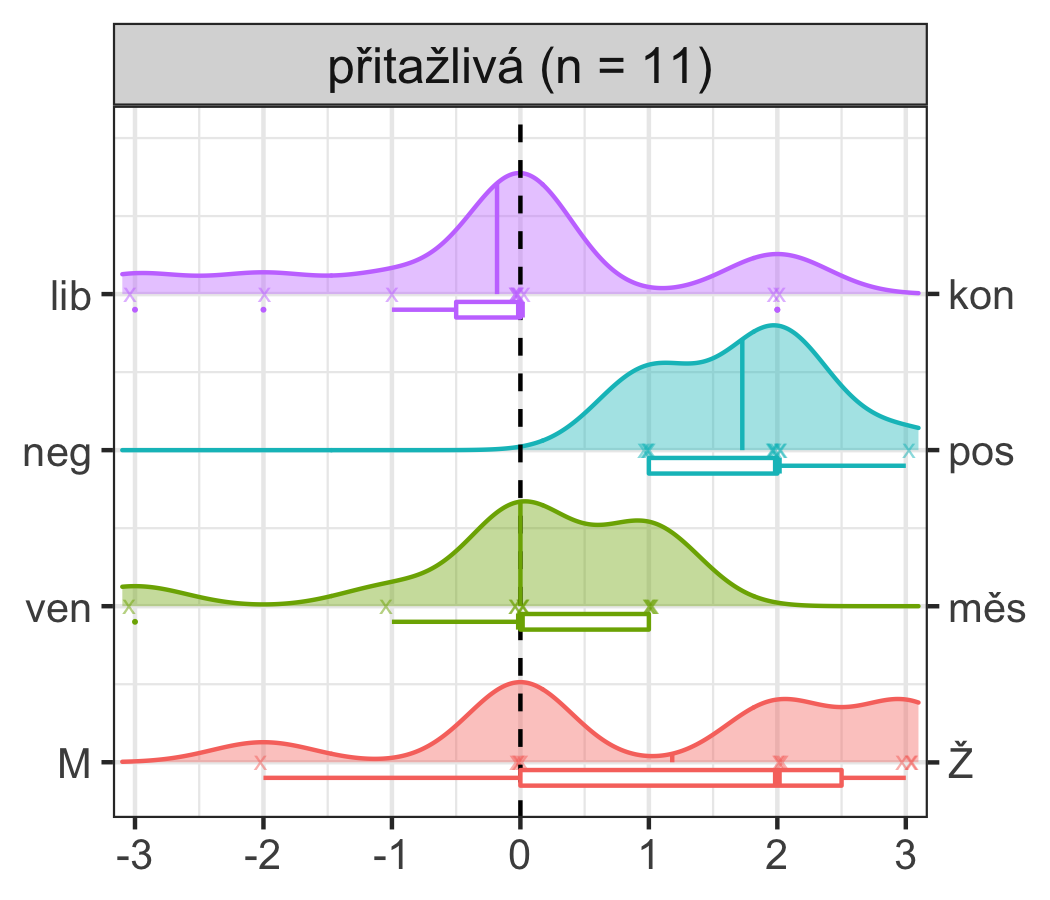 přitažlivá (n = 11)
lib kon
neg pos
ven měs
M Ž
-3 -2 -1 0 1 2 3